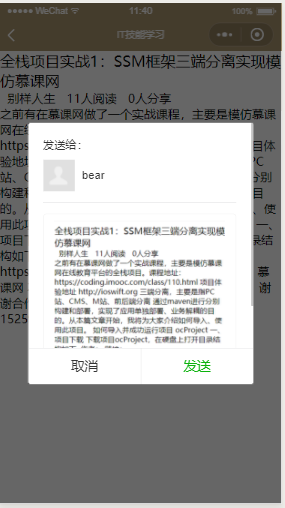 WeChat
11:40
100%
IT技能学习
全栈项目实战1：SSM框架三端分离实现模
仿慕课网
别样人生 11人阅读 0人分享
之前有在慕课网做了一个实战课程，主要是模仿慕课
发送给：
bear
全栈项目实战1：SSM框架三端分离实现模
仿慕课网
别样人生 11人阅读 0人分享
之前有在慕课网做了一个实战课程，主要是模仿慕课
网在线教育平台的全栈项目。课程地址：
https://coding.imooc.com/class/110.html 项目体
验地址 http://ioswift.org 三端分离，主要是指PC
站、CMS、M站、前后端分离 通过maven进行分别
构建和部署，实现了应用单独部署、业务解耦的目
的。从本篇文章开始，我将为大家介绍如何导入、使
用此项目。 如何导入并成功运行项目 ocProject 一、
项目下载 下载项目ocProject，在硬盘上打开目录结
取消
发送